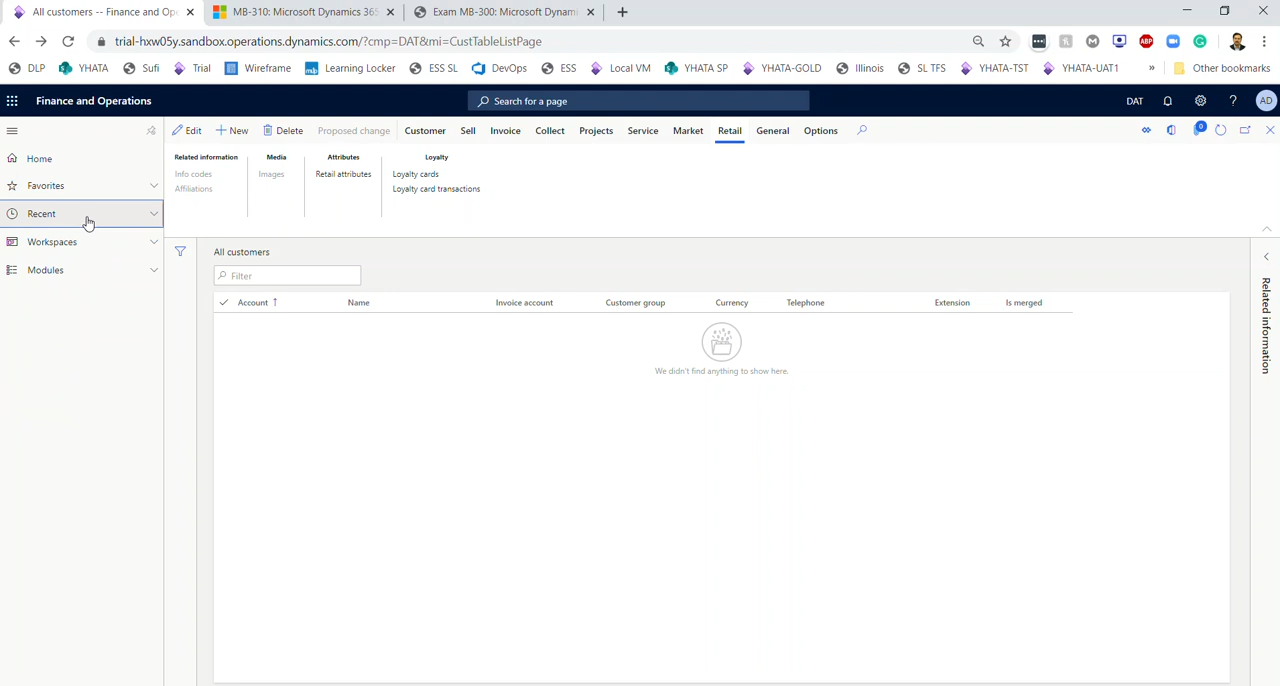 All customers -- Finance and Ope
MB-310: Microsoft Dynamics 365
Exam MB-300: Microsoft Dynami
trial-hxw05y.sandbox.operations.dynamics.com/?cmp=DAT&mi=CustTableListPage
DLP YHATA Sufi Trial Wireframe Learning Locker ESS SL DevOps ESS Local VM YHATA SP YHATA-GOLD Illinois SL TFS YHATA-TST YHATA-UAT1 » Other bookmarks
Finance and Operations Search for a page DAT ? AD
Edit New Delete Proposed change Customer Sell Invoice Collect Projects Service Market Retail General Options 0
Related information Media Attributes Loyalty
Info codes Images Retail attributes Loyalty cards
Affiliations Loyalty card transactions
Home
Favorites
Recent
Workspaces
Modules
All customers
Filter
Account ↑ Name Invoice account Customer group Currency Telephone Extension Is merged
We didn't find anything to show here.
Related information